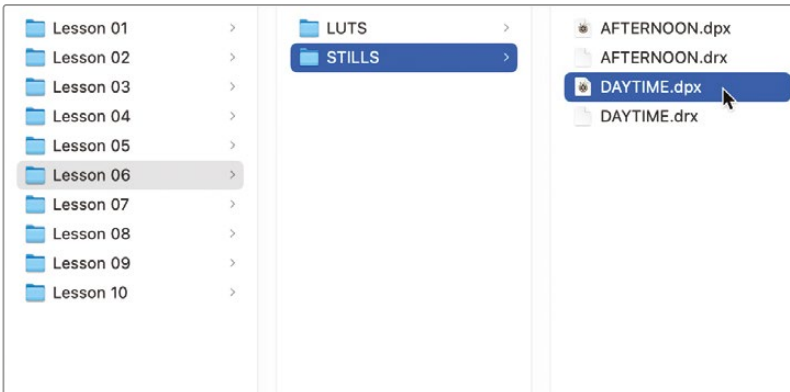 Lesson 01
Lesson 02
Lesson 03
Lesson 04
Lesson 05
Lesson 06
Lesson 07
Lesson 08
Lesson 09
Lesson 10
LUTS
STILLS
AFTERNOON.dpx
AFTERNOON.drx
DAYTIME.dpx
DAYTIME.drx